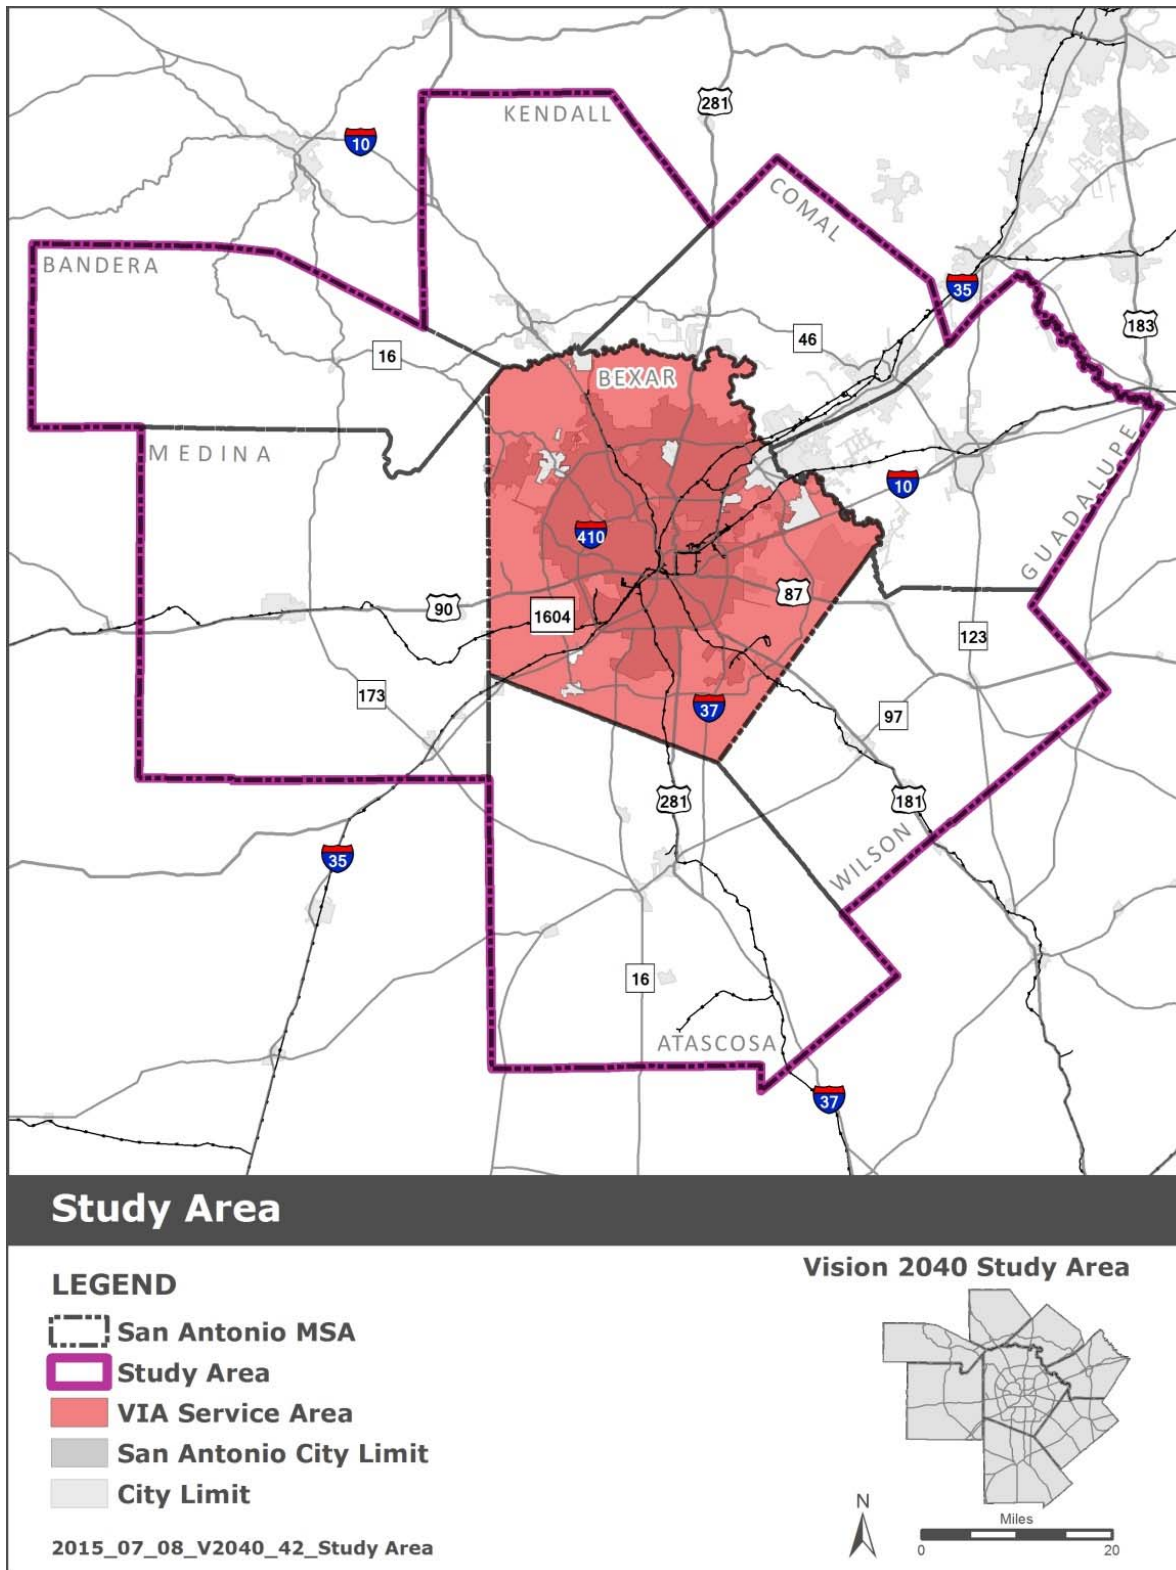 KENDALL
281
10
COMAL
BANDERA
35
183
16
46
BEXAR
MEDINA
10
GUADALUPE
410
87
90
1604
123
173
37
97
281
181
WILSON
35
16
ATASCOSA
37
Study Area
LEGEND
San Antonio MSA
Study Area
VIA Service Area
San Antonio City Limit
City Limit
2015_07_08_V2040_42_Study Area
Vision 2040 Study Area
N
Miles
0 20